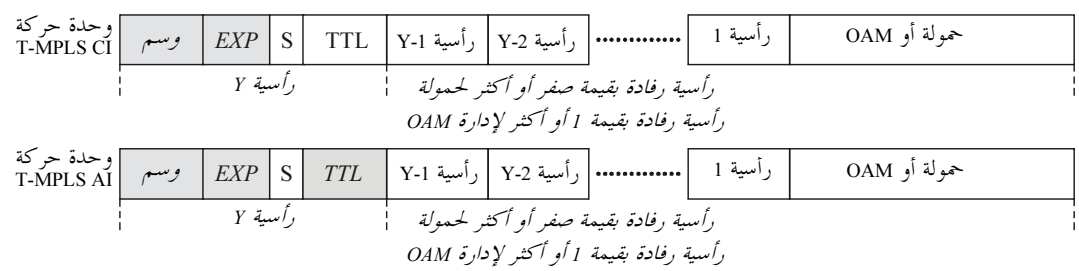 وحدة حركة
T-MPLS CI
وسم EXP S TTL رأسية Y-1 رأسية Y-2 ............. رأسية 1 حمولة أو OAM
رأسية Y رأسية رفادة بقيمة صفر أو أكثر لحمولة
رأسية رفادة بقيمة 1 أو أكثر لإدارة OAM
وحدة حركة
T-MPLS AI
وسم EXP S TTL رأسية Y-1 رأسية Y-2 ............. رأسية 1 حمولة أو OAM
رأسية Y رأسية رفادة بقيمة صفر أو أكثر لحمولة
رأسية رفادة بقيمة 1 أو أكثر لإدارة OAM